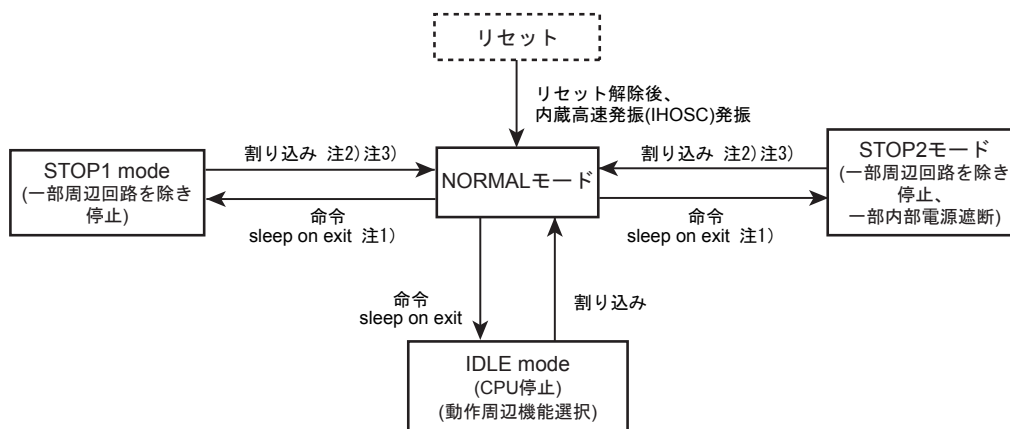 リセット
リセット解除後、
内蔵高速発振(IHOSC)発振
STOP1 mode
(一部周辺回路を除き
停止)
割り込み 注2)注3)
命令
sleep on exit 注1)
NORMALモード
割り込み 注2)注3)
命令
sleep on exit 注1)
STOP2モード
(一部周辺回路を除き
停止、
一部内部電源遮断)
命令
sleep on exit
割り込み
IDLE mode
(CPU停止)
(動作周辺機能選択)